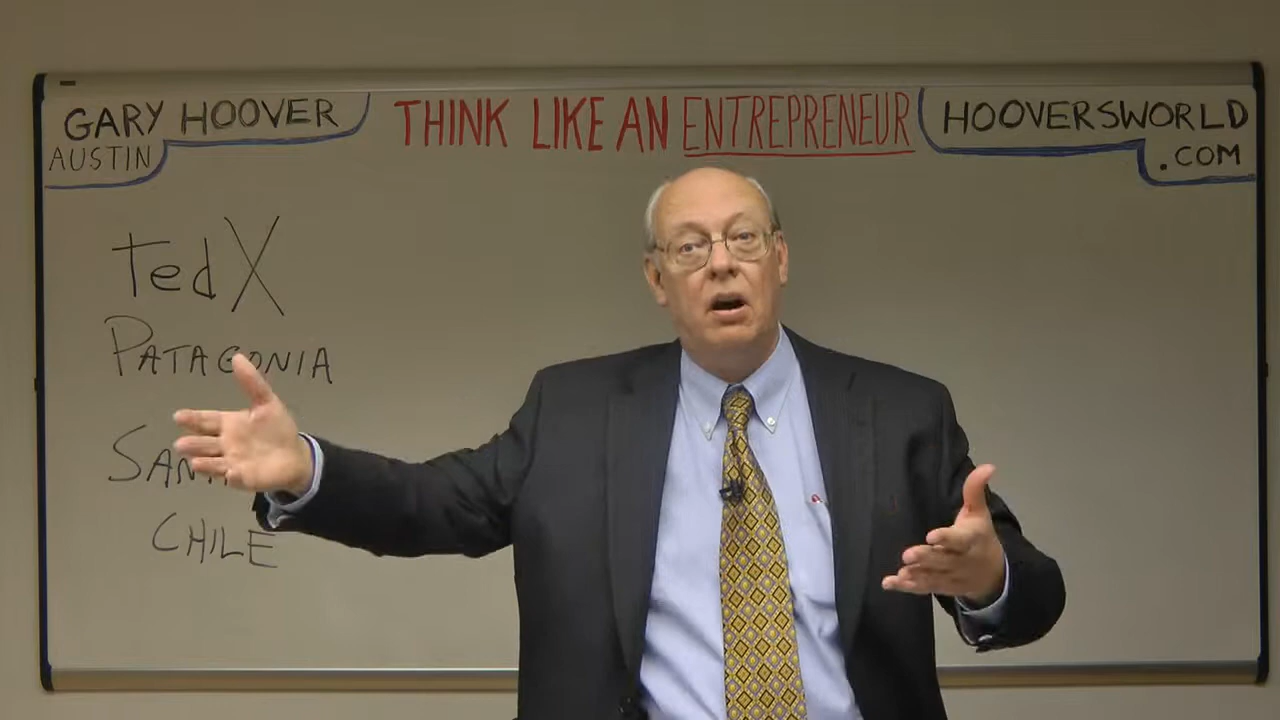 GARY HOOVER
AUSTIN
THINK LIKE AN ENTREPRENEUR
HOOVERSWORLD
.COM
TedX
PATAGONIA
CHILE